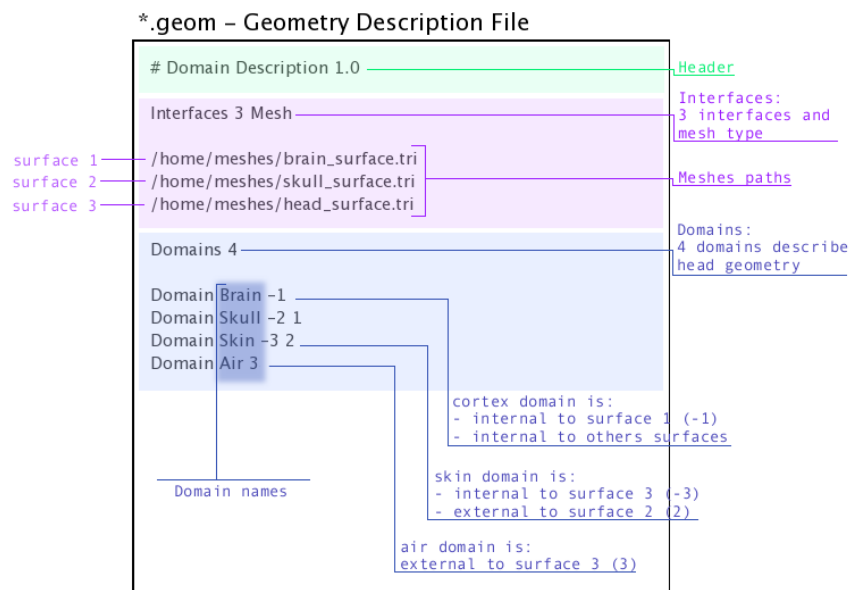 *.geom – Geometry Description File
# Domain Description 1.0
Header
Interfaces 3 Mesh
Interfaces:
3 interfaces and
mesh type
surface 1
/home/meshes/brain_surface.tri
surface 2
/home/meshes/skull_surface.tri
Meshes paths
surface 3
/home/meshes/head_surface.tri
Domains 4
Domains:
4 domains describe
head geometry
Domain Brain -1
Domain Skull -2 1
Domain Skin -3 2
Domain Air 3
cortex domain is:
- internal to surface 1 (-1)
- internal to others surfaces
Domain names
skin domain is:
- internal to surface 3 (-3)
- external to surface 2 (2)
air domain is:
external to surface 3 (3)